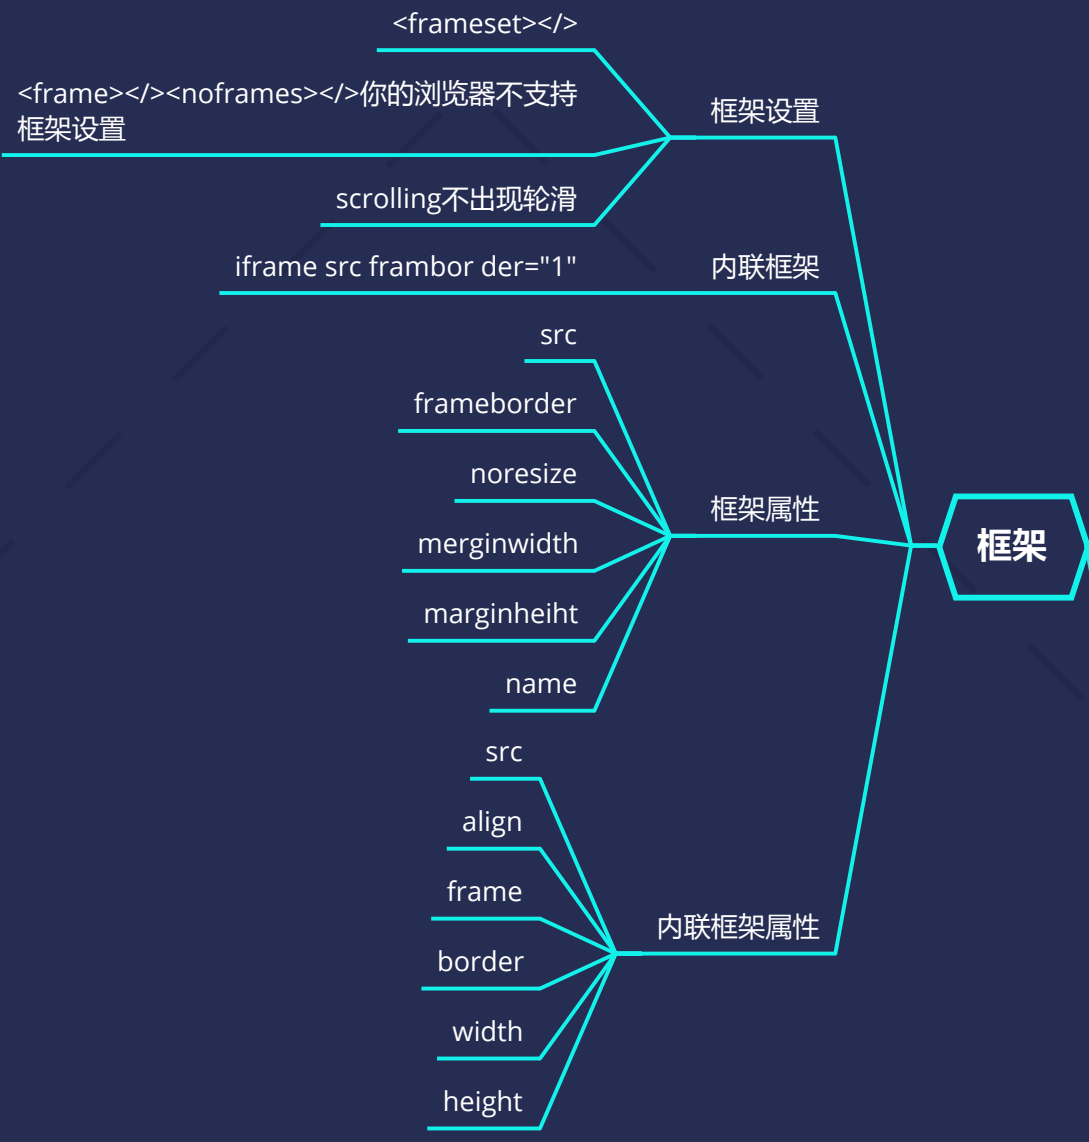 <frameset></>
<frame></><noframes></>你的浏览器不支持
框架设置
框架设置
scrolling不出现轮滑
iframe src frambor der="1"
内联框架
src
frameborder
noresize
框架属性
merginwidth
marginheiht
name
框架
src
align
frame
内联框架属性
border
width
height